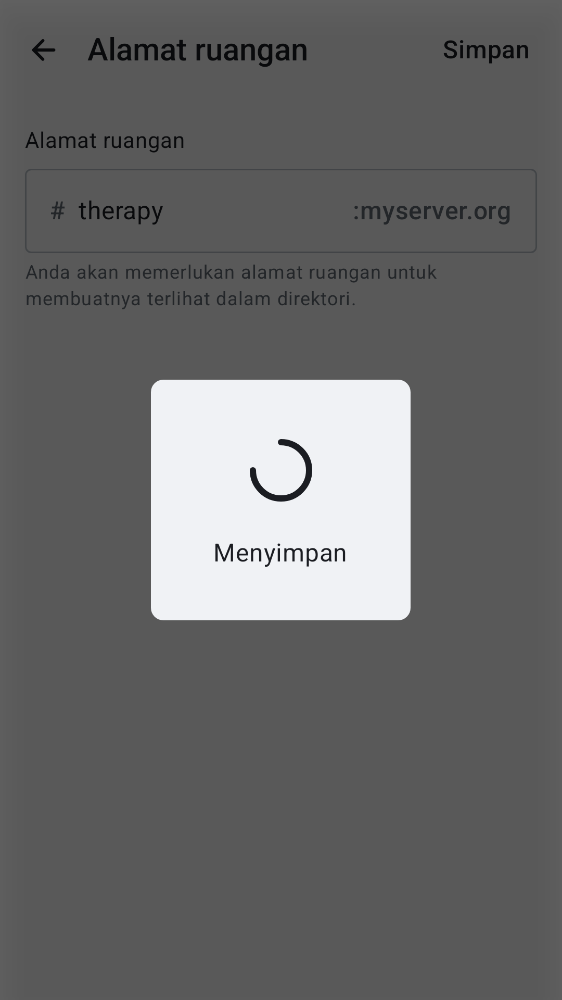 Alamat ruangan
Simpan
Alamat ruangan
# therapy :myserver.org
Anda akan memerlukan alamat ruangan untuk
membuatnya terlihat dalam direktori.
Menyimpan